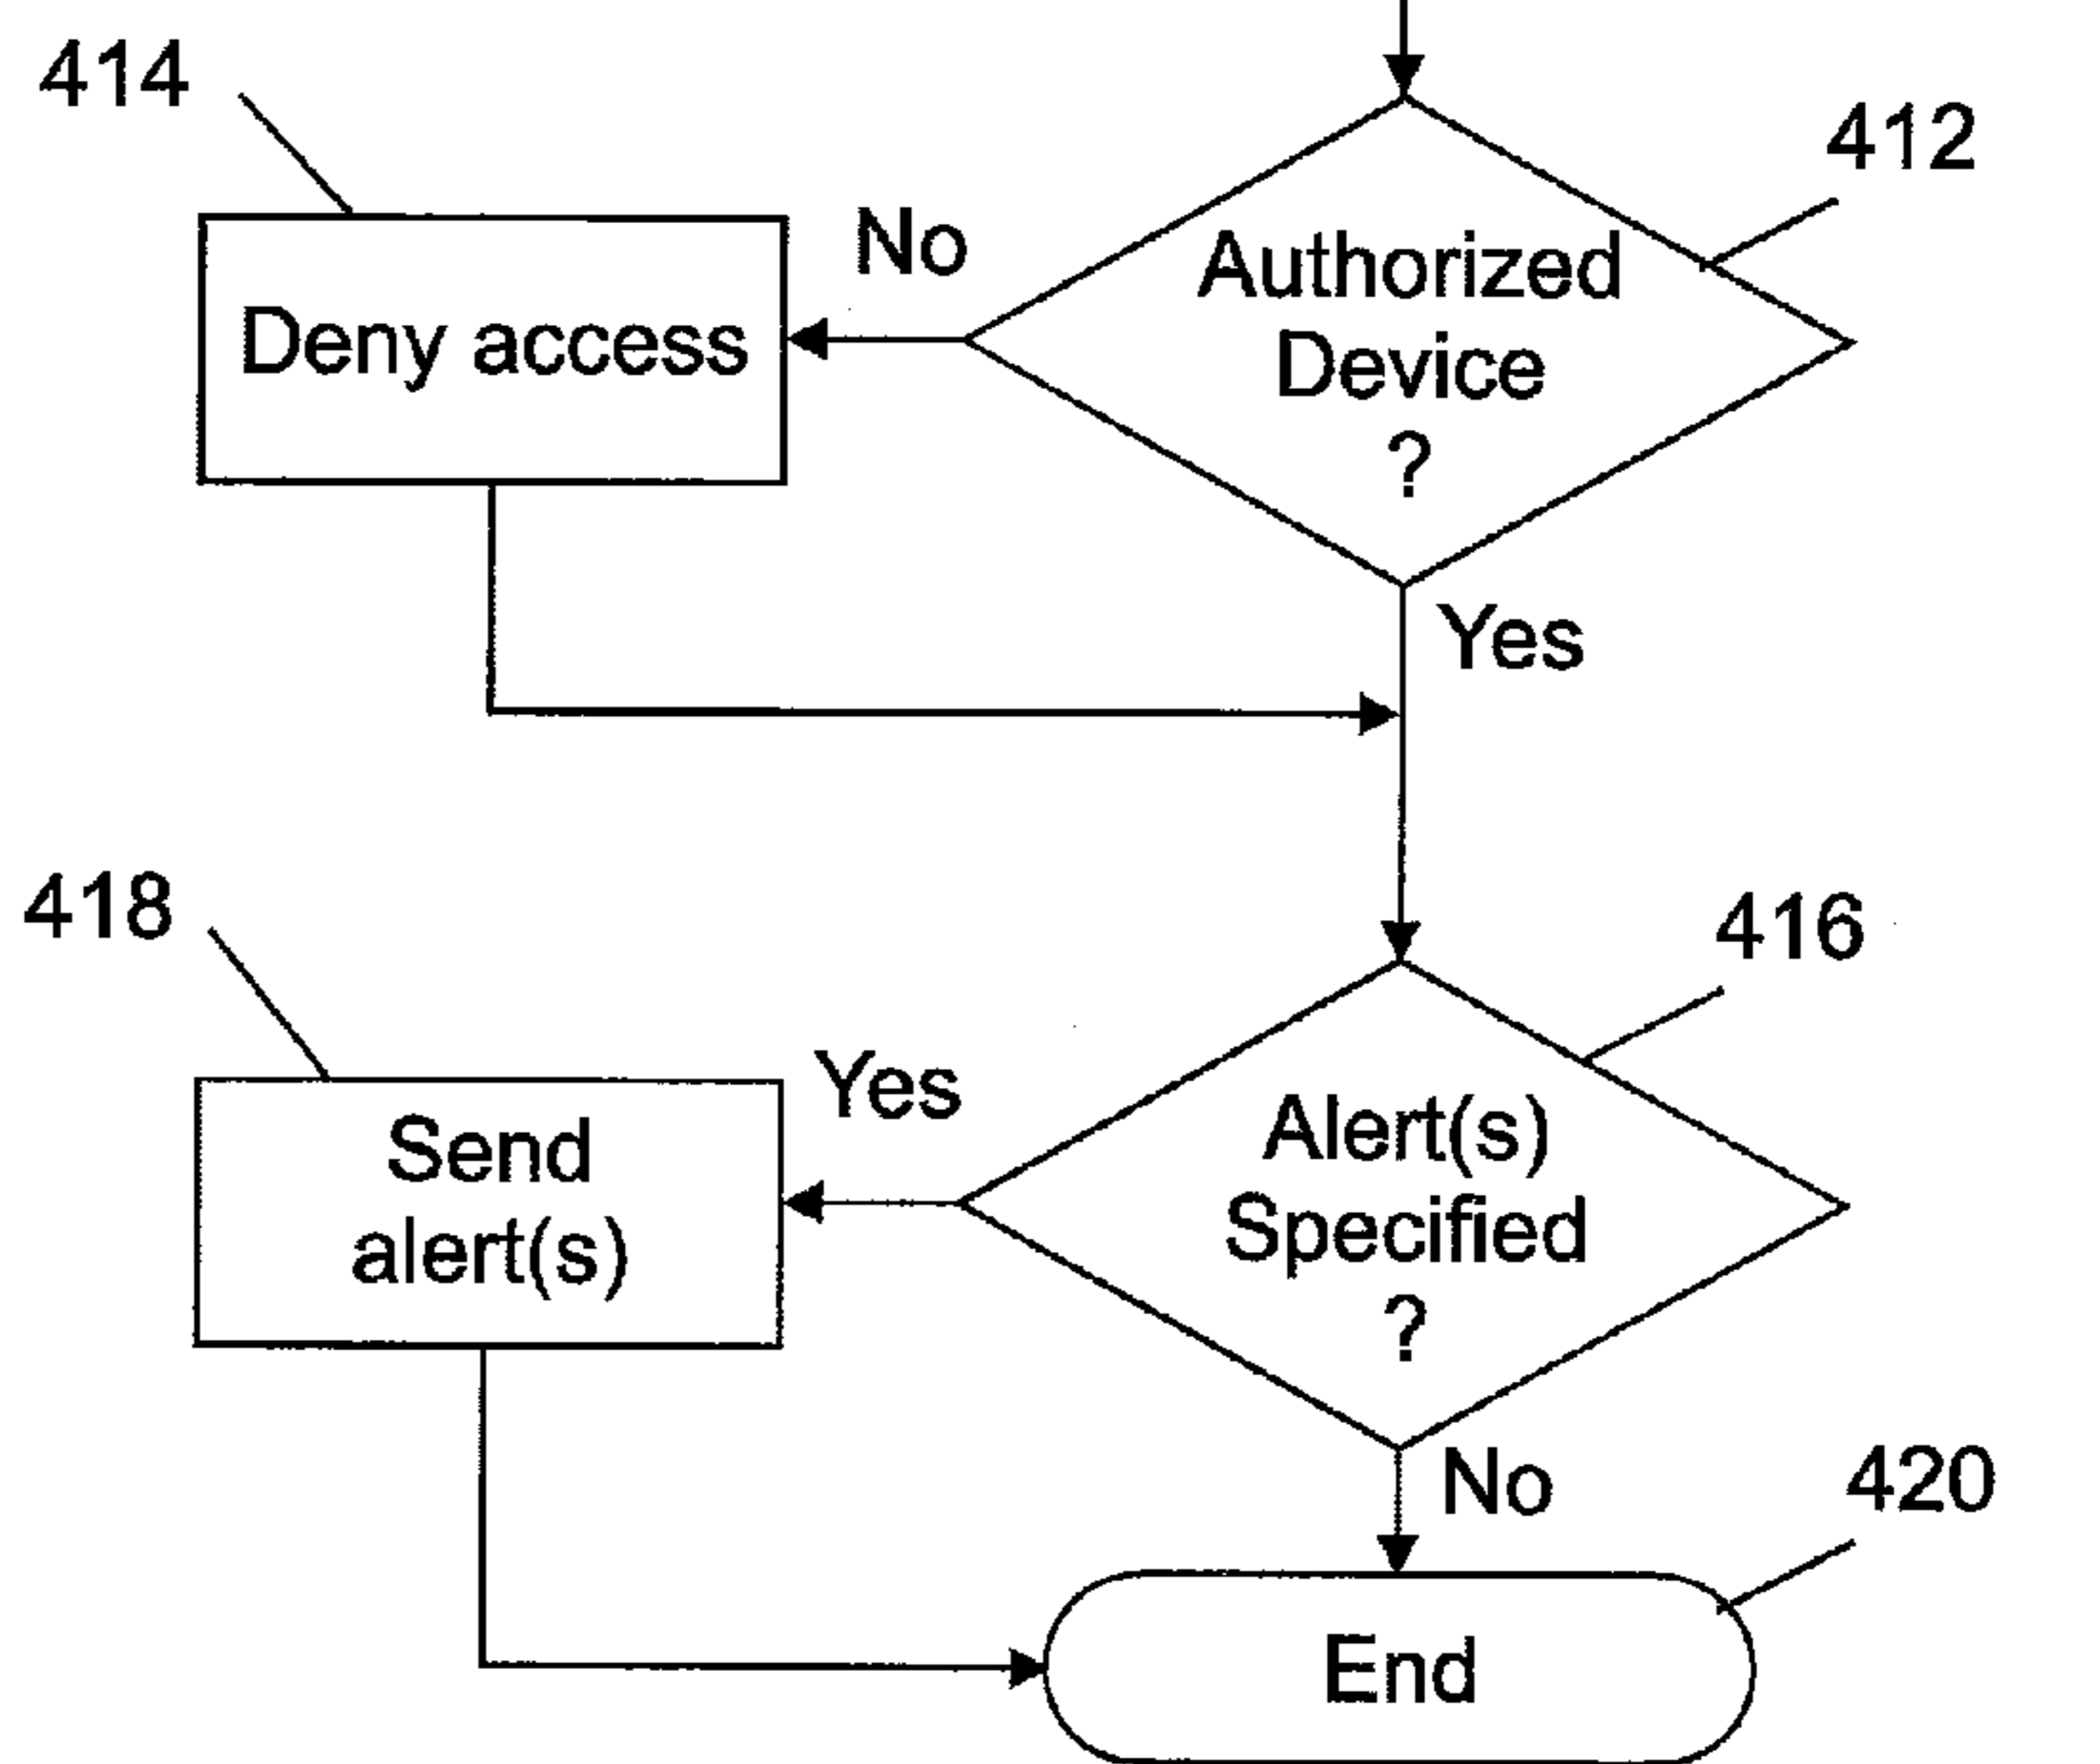 414
412
No
Authorized
Device
?
Deny access
Yes
418
416
Yes
Alert(s)
Specified
?
Send
alert(s)
No
420
End